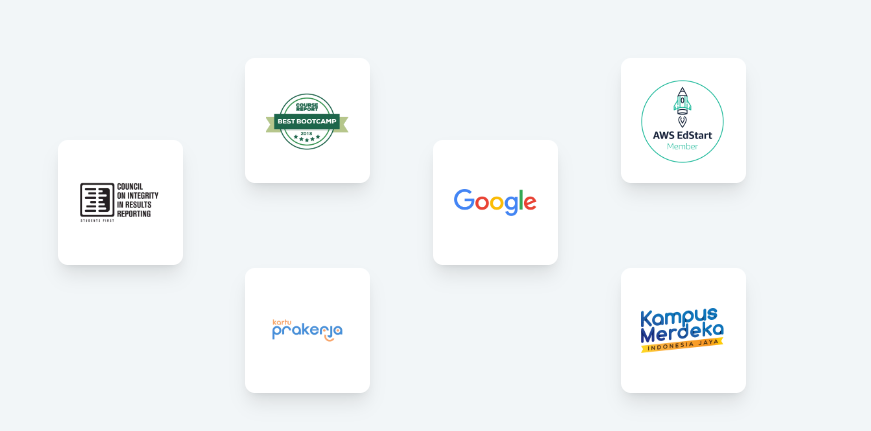 COUNCIL
ON INTEGRITY
IN RESULTS
REPORTING
STUDENTS FIRST
COURSE
REPORT
BEST BOOTCAMP
2018
kartu
prakerja
Google
AWS EdStart
Member
Kampus
Merdeka
INDONESIA JAYA